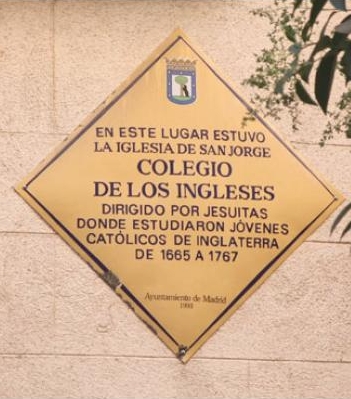 EN ESTE LUGAR ESTUVO
LA IGLESIA DE SAN JORGE
COLEGIO
DE LOS INGLESES
DIRIGIDO POR JESUITAS
DONDE ESTUDIARON JÓVENES
CATÓLICOS DE INGLATERRA
DE 1665 A 1767
Ayuntamiento de Madrid